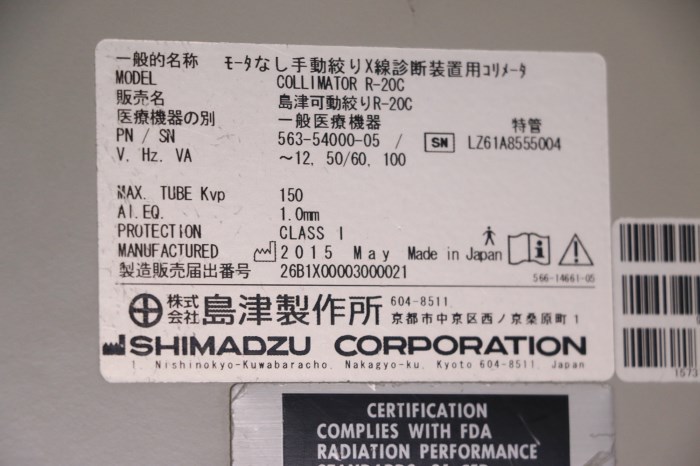 一般的名称 モータなし手動絞りX線診断装置用コリメータ
MODEL COLLIMATOR R-20C
販売名 島津可動絞りR-20C
医療機器の別 一般医療機器 特管
PN / SN 563-54000-05 / SN LZ61A8555004
V. Hz. VA ～12, 50/60, 100
MAX. TUBE Kvp 150
Al.EQ. 1.0mm
PROTECTION CLASS I
MANUFACTURED 2015 May Made in Japan
製造販売届出番号 26B1X00003000021
566-14661-05
株式会社 島津製作所 604-8511
京都市中京区西ノ京桑原町1
SHIMADZU CORPORATION
1, Nishinokyo-Kuwabaracho, Nakagyo-ku, Kyoto 604-8511, Japan
1573
CERTIFICATION
COMPLIES WITH FDA
RADIATION PERFORMANCE